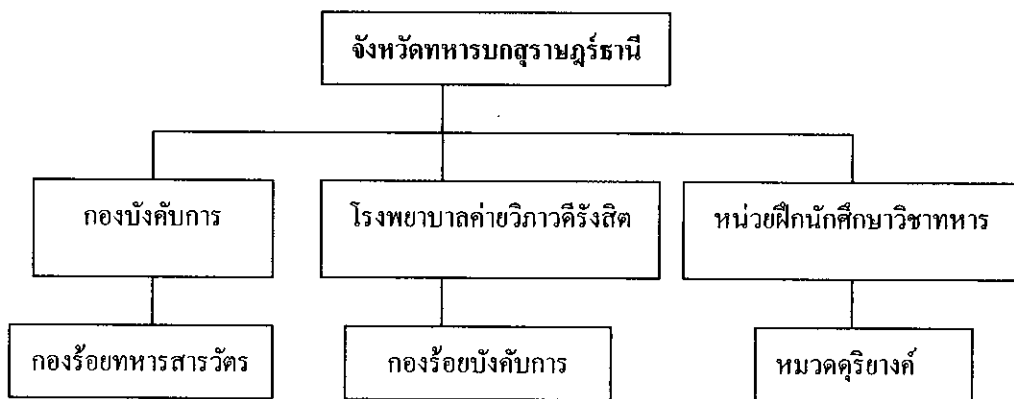 จังหวัดทหารบกสุราษฎร์ธานี
กองบังคับการ
โรงพยาบาลค่ายวิภาวดีรังสิต
หน่วยฝึกนักศึกษาวิชาทหาร
กองร้อยทหารสารวัตร
กองร้อยบังคับการ
หมวดดุริยางค์